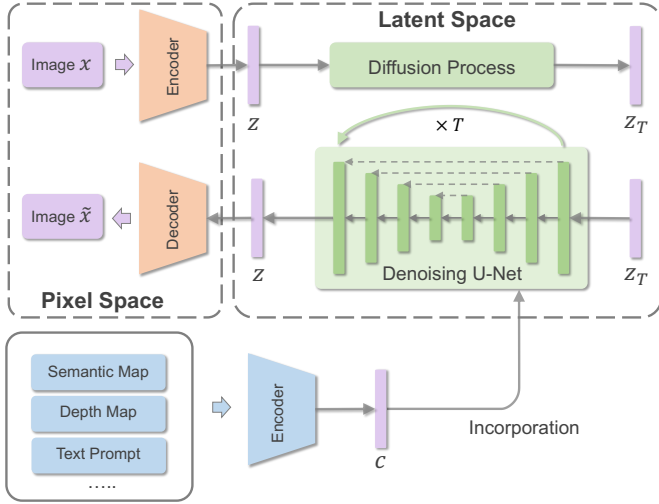 Latent Space
Image x
Encoder
z
Diffusion Process
z_T
× T
Image x̃
Decoder
z
Denoising U-Net
z_T
Pixel Space
Semantic Map
Depth Map
Text Prompt
.....
Encoder
c
Incorporation